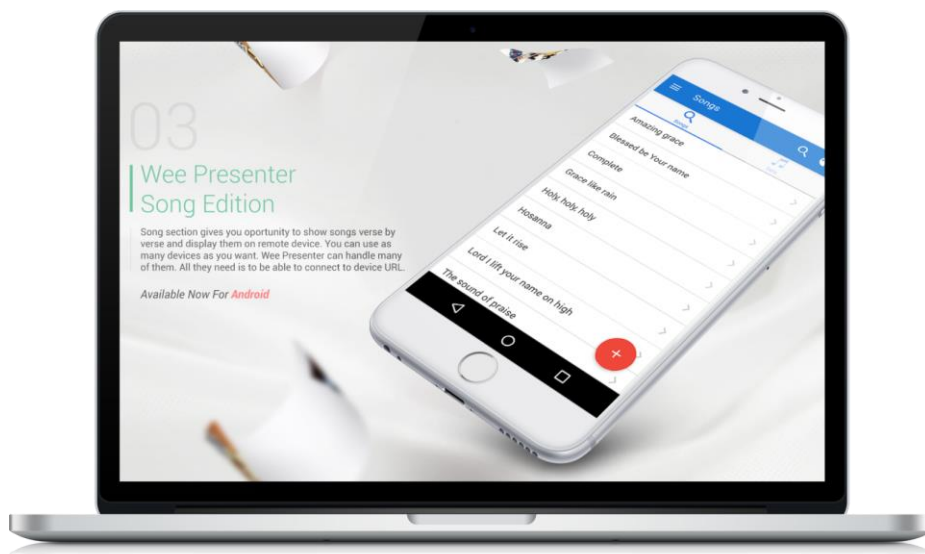 03
Wee Presenter
Song Edition
Song section gives you oportunity to show songs verse by
verse and display them on remote device. You can use as
many devices as you want. Wee Presenter can handle many
of them. All they need is to be able to connect to device URL.
Available Now For Android
Songs
Songs
Amazing grace
Blessed be Your name
Complete
Grace like rain
Holy, holy, holy
Hosanna
Let it rise
Lord I lift your name on high
The sound of praise